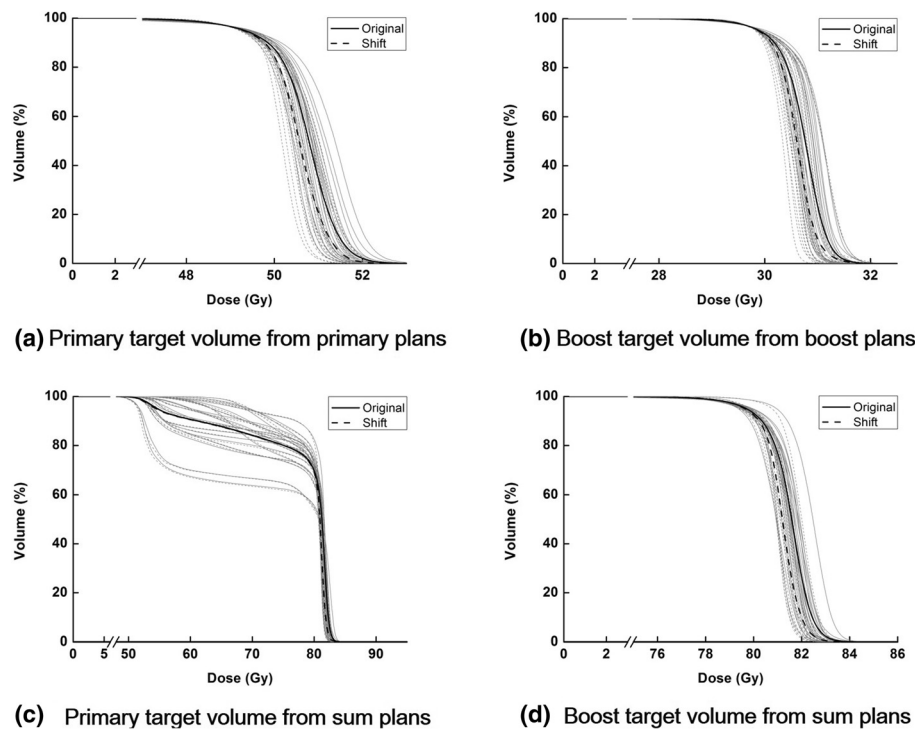 100
80
60
40
20
0
Volume (%)
0 2 48 50 52
Dose (Gy)
Original
Shift
(a) Primary target volume from primary plans
100
80
60
40
20
0
Volume (%)
0 2 28 30 32
Dose (Gy)
Original
Shift
(b) Boost target volume from boost plans
100
80
60
40
20
0
Volume (%)
0 5 50 60 70 80 90
Dose (Gy)
Original
Shift
(c) Primary target volume from sum plans
100
80
60
40
20
0
Volume (%)
0 2 76 78 80 82 84 86
Dose (Gy)
Original
Shift
(d) Boost target volume from sum plans